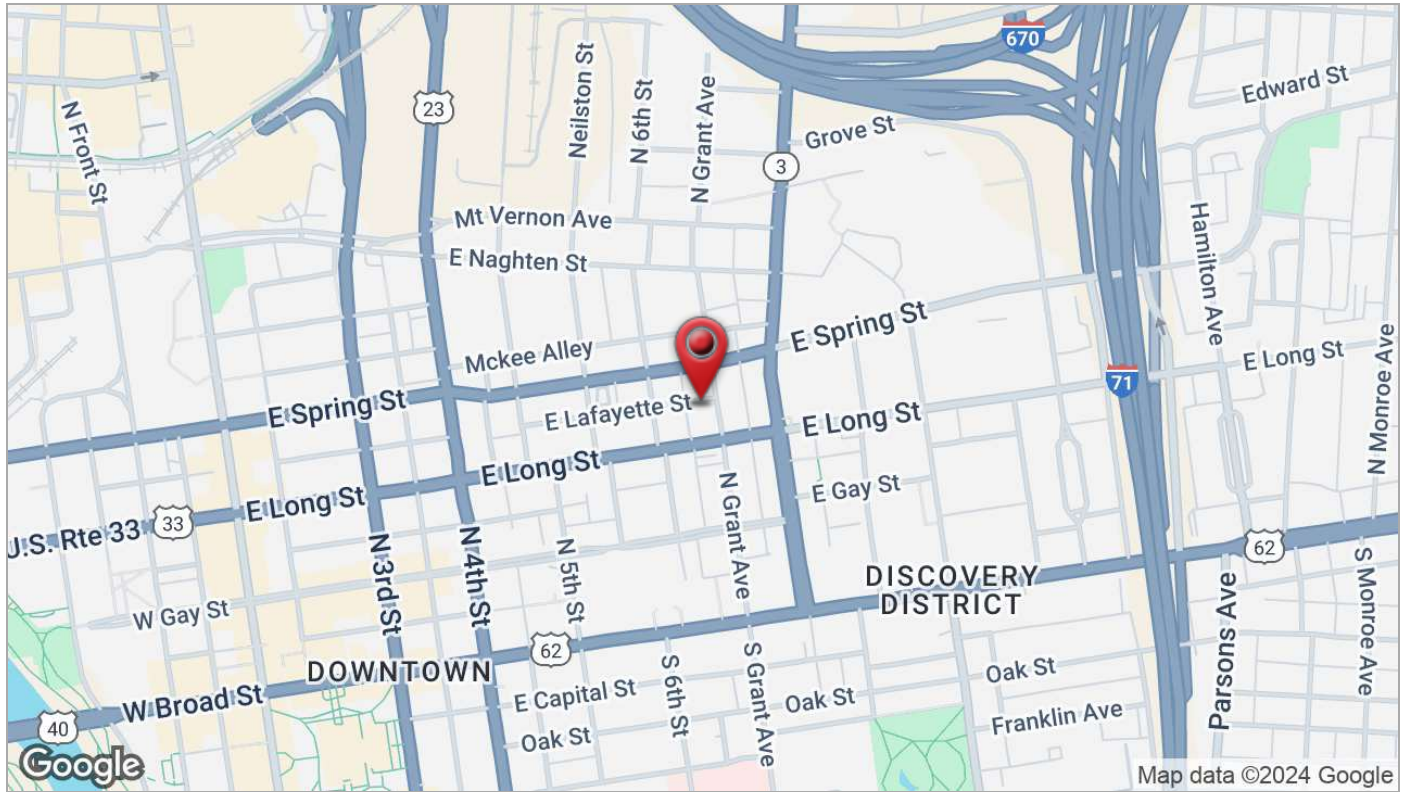 670
23
Neilston St
N 6th St
N Grant Ave
Edward St
N Front St
Grove St
3
Mt Vernon Ave
E Naghten St
Hamilton Ave
E Spring St
Mckee Alley
E Long St
N Monroe Ave
71
E Spring St
E Lafayette St
E Long St
E Long St
E Gay St
E Long St
N Grant Ave
U.S. Rte 33
33
62
N 3rd St
N 4th St
N 5th St
DISCOVERY
DISTRICT
W Gay St
Parsons Ave
S Monroe Ave
62
DOWNTOWN
S 6th St
S Grant Ave
Oak St
E Capital St
Oak St
W Broad St
Franklin Ave
40
Oak St
Google
Map data ©2024 Google